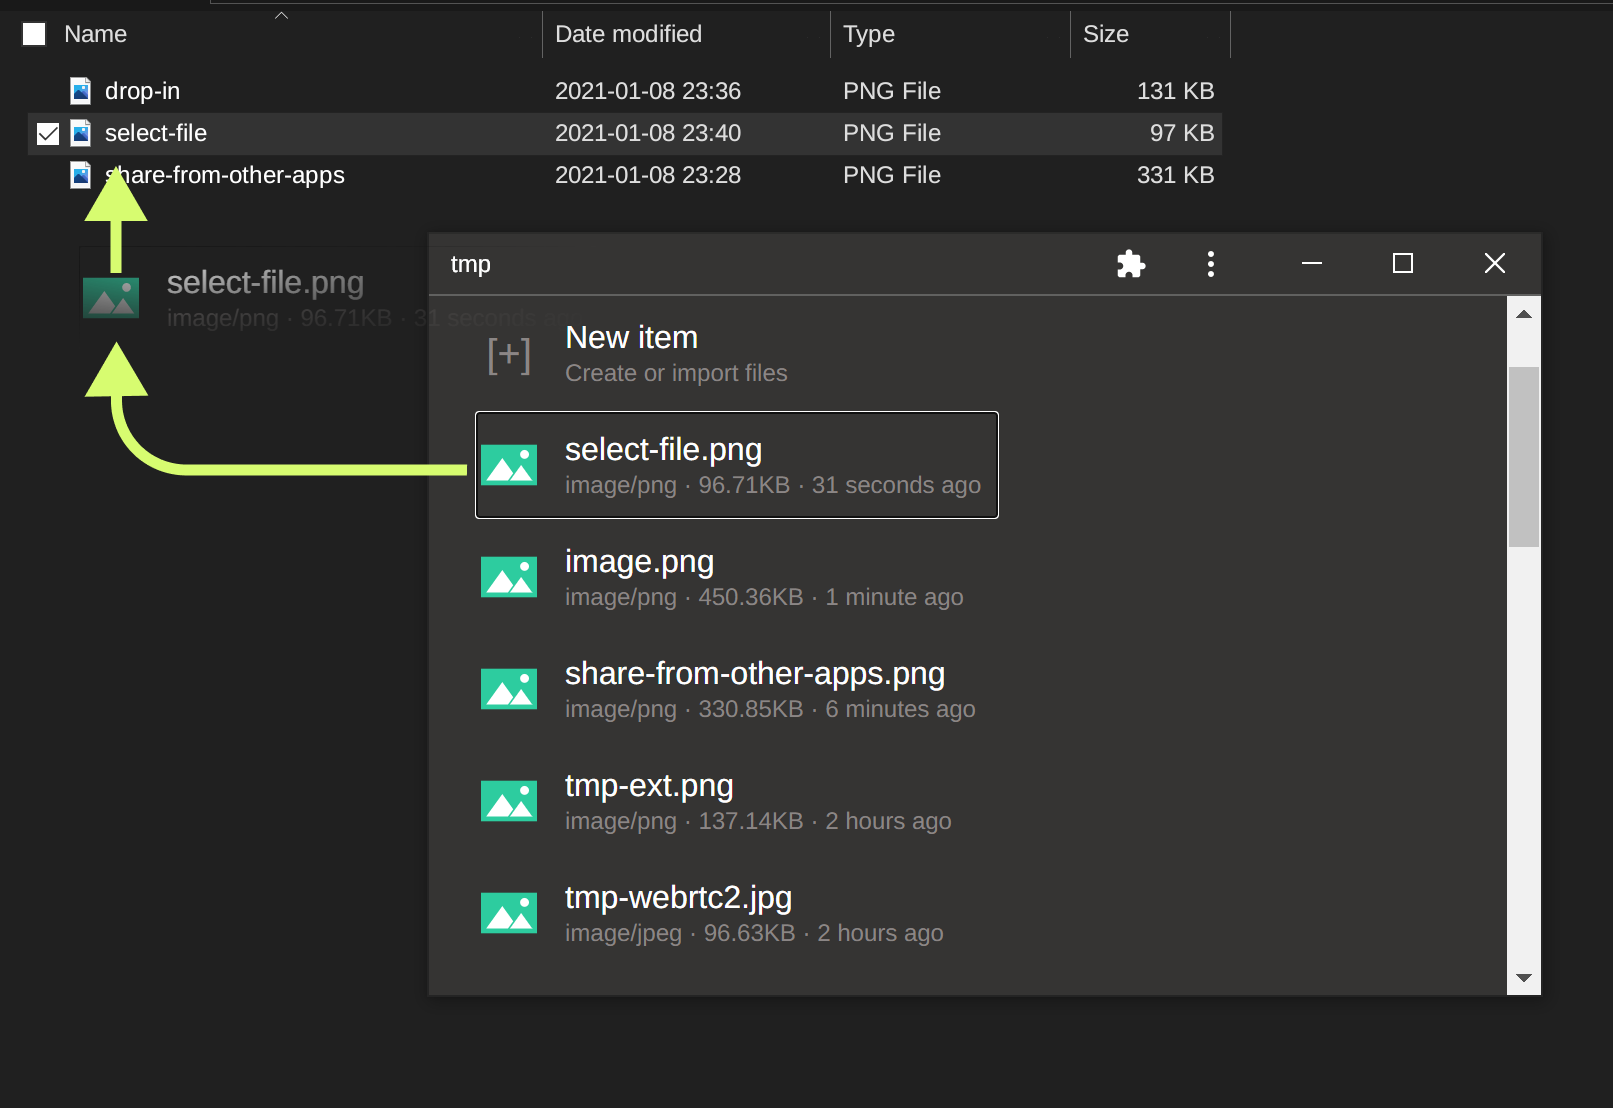 Name Date modified Type Size
drop-in 2021-01-08 23:36 PNG File 131 KB
select-file 2021-01-08 23:40 PNG File 97 KB
share-from-other-apps 2021-01-08 23:28 PNG File 331 KB
select-file.png
image/png · 96.71KB · 31 seconds ago
tmp
[+]
New item
Create or import files
select-file.png
image/png · 96.71KB · 31 seconds ago
image.png
image/png · 450.36KB · 1 minute ago
share-from-other-apps.png
image/png · 330.85KB · 6 minutes ago
tmp-ext.png
image/png · 137.14KB · 2 hours ago
tmp-webrtc2.jpg
image/jpeg · 96.63KB · 2 hours ago